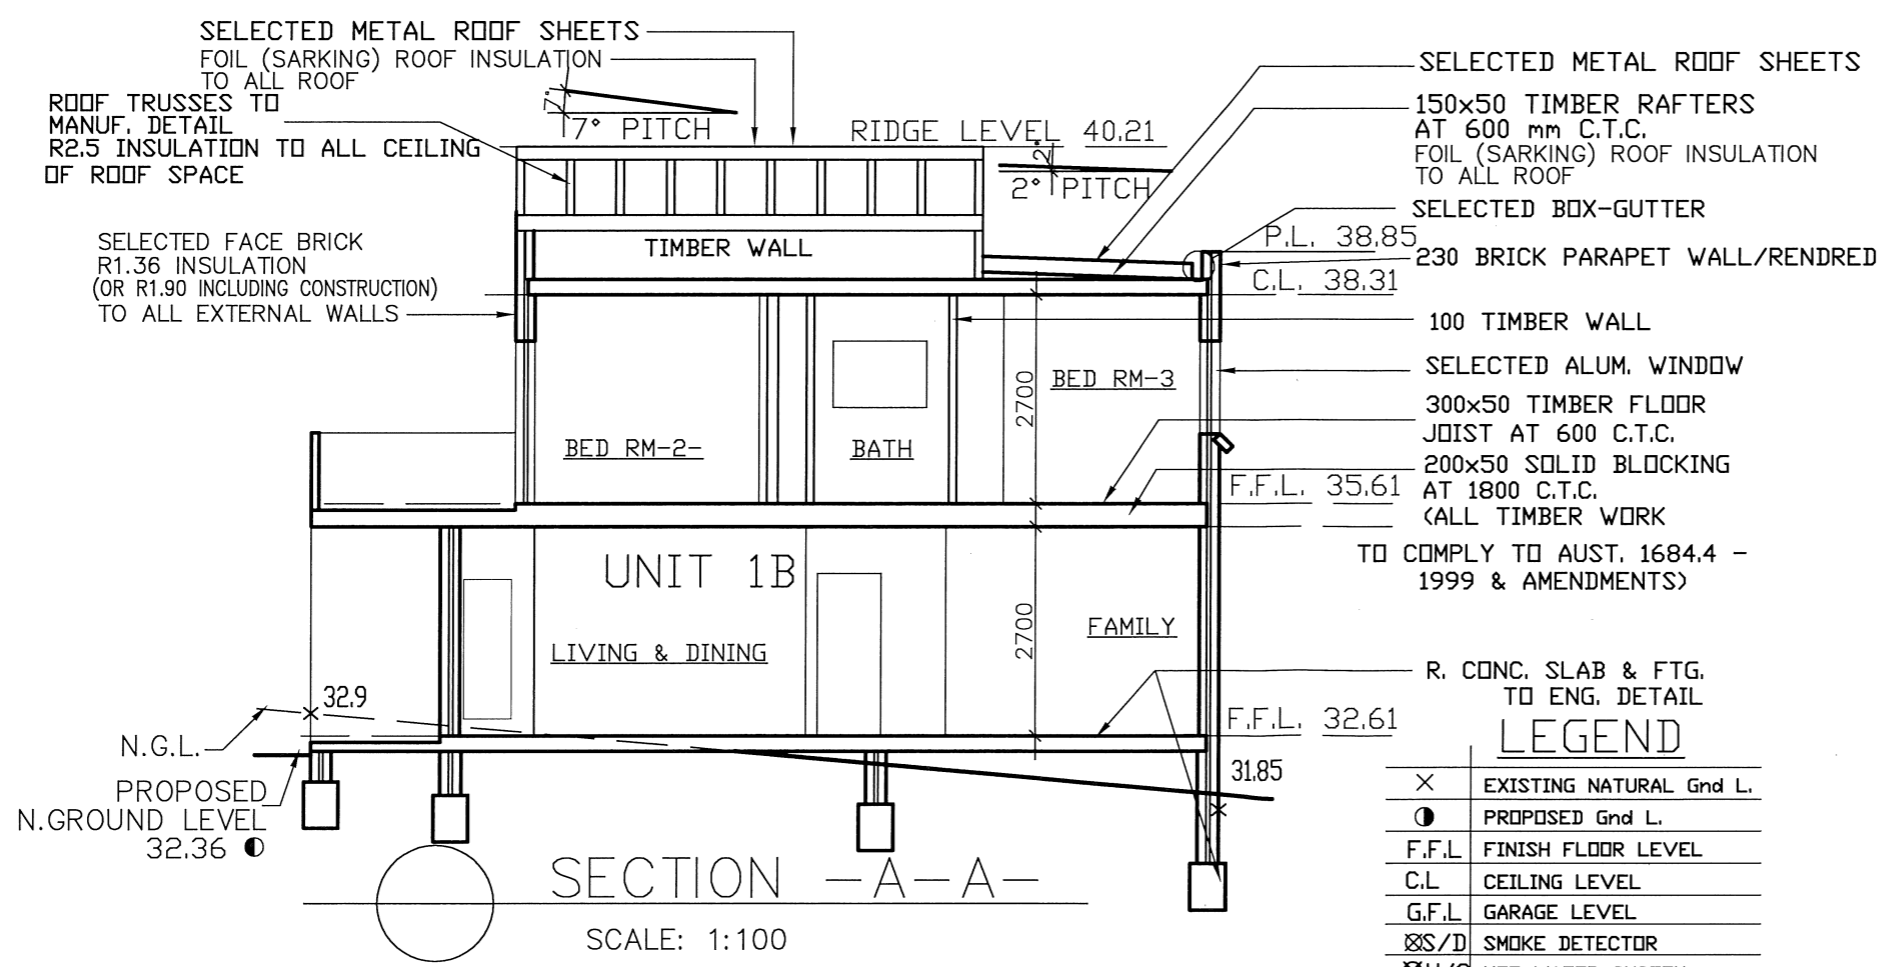 SELECTED METAL ROOF SHEETS
FOIL (SARKING) ROOF INSULATION
TO ALL ROOF
ROOF TRUSSES TO
MANUF. DETAIL
R2.5 INSULATION TO ALL CEILING
OF ROOF SPACE
7°
7° PITCH
RIDGE LEVEL 40.21
2°
2° PITCH
SELECTED METAL ROOF SHEETS
150x50 TIMBER RAFTERS
AT 600 mm C.T.C.
FOIL (SARKING) ROOF INSULATION
TO ALL ROOF
SELECTED BOX-GUTTER
P.L. 38.85
230 BRICK PARAPET WALL/RENDRED
C.L. 38.31
SELECTED FACE BRICK
R1.36 INSULATION
(OR R1.90 INCLUDING CONSTRUCTION)
TO ALL EXTERNAL WALLS
TIMBER WALL
100 TIMBER WALL
SELECTED ALUM. WINDOW
300x50 TIMBER FLOOR
JOIST AT 600 C.T.C.
200x50 SOLID BLOCKING
AT 1800 C.T.C.
(ALL TIMBER WORK
TO COMPLY TO AUST. 1684.4 -
1999 & AMENDMENTS)
BED RM-2-
BATH
2700
BED RM-3
F.F.L. 35.61
UNIT 1B
LIVING & DINING
2700
FAMILY
R. CONC. SLAB & FTG.
TO ENG. DETAIL
F.F.L. 32.61
32.9
N.G.L.
PROPOSED
N.GROUND LEVEL
32.36
31.85
SECTION -A-A-
SCALE: 1:100
LEGEND
EXISTING NATURAL Gnd L.
PROPOSED Gnd L.
F.F.L FINISH FLOOR LEVEL
C.L CEILING LEVEL
G.F.L GARAGE LEVEL
S/D SMOKE DETECTOR